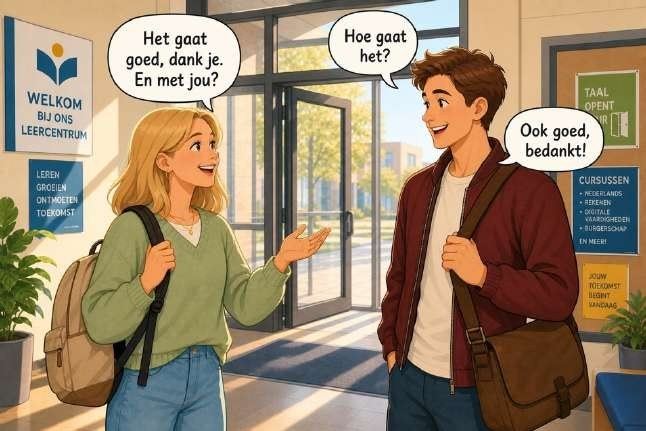 Hoe gaat
het?
Het gaat
goed, dank je.
En met jou?
Ook goed,
bedankt!
WELKOM
BIJ ONS
LEERCENTRUM
LEREN
GROEIEN
ONTMOETEN
TOEKOMST
TAAL
OPENT
CURSUSSEN
• NEDERLANDS
• REKENEN
• DIGITALE
VAARDIGHEDEN
• BURGERSCHAP
EN MEER!
JOUW
TOEKOMST
BEGINT
VANDAAG